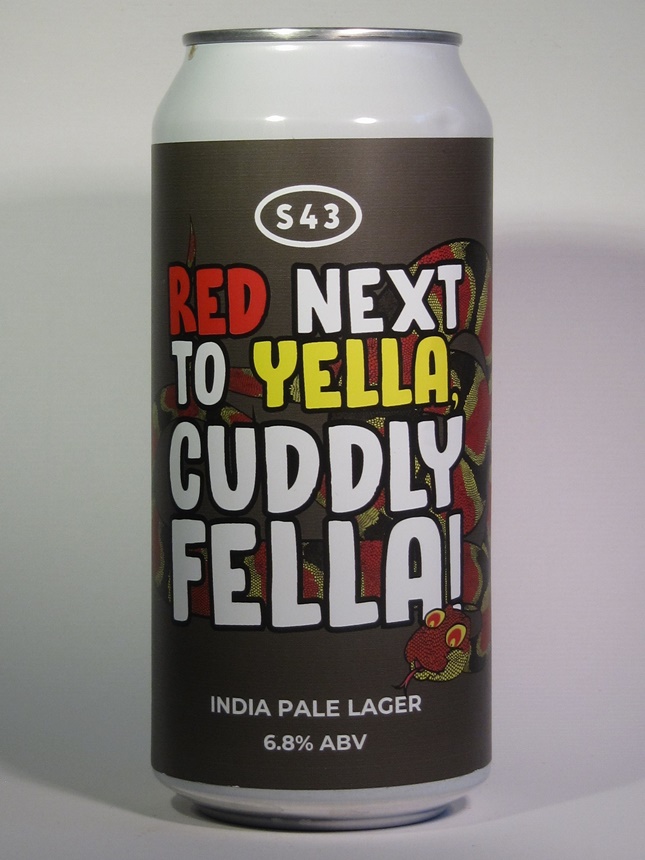 S43
RED NEXT
TO YELLA,
CUDDLY
FELLA!
INDIA PALE LAGER
6.8% ABV